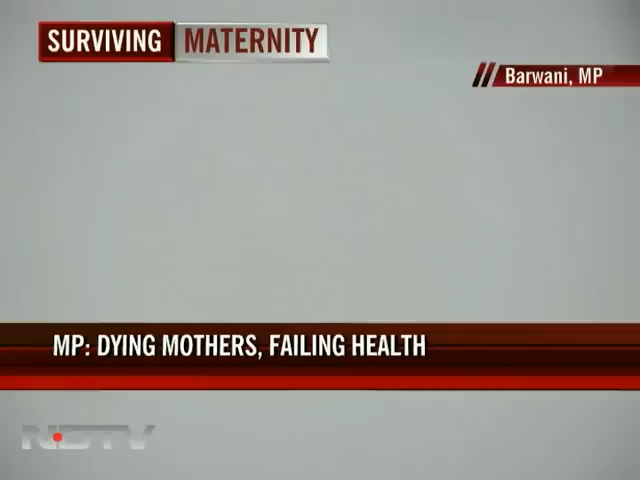 SURVIVING MATERNITY
Barwani, MP
MP: DYING MOTHERS, FAILING HEALTH
NDTV